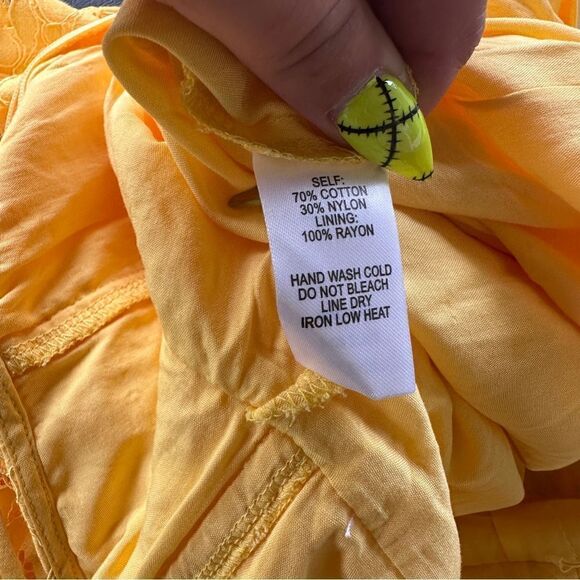 SELF:
70% COTTON
30% NYLON
LINING:
100% RAYON
HAND WASH COLD
DO NOT BLEACH
LINE DRY
IRON LOW HEAT